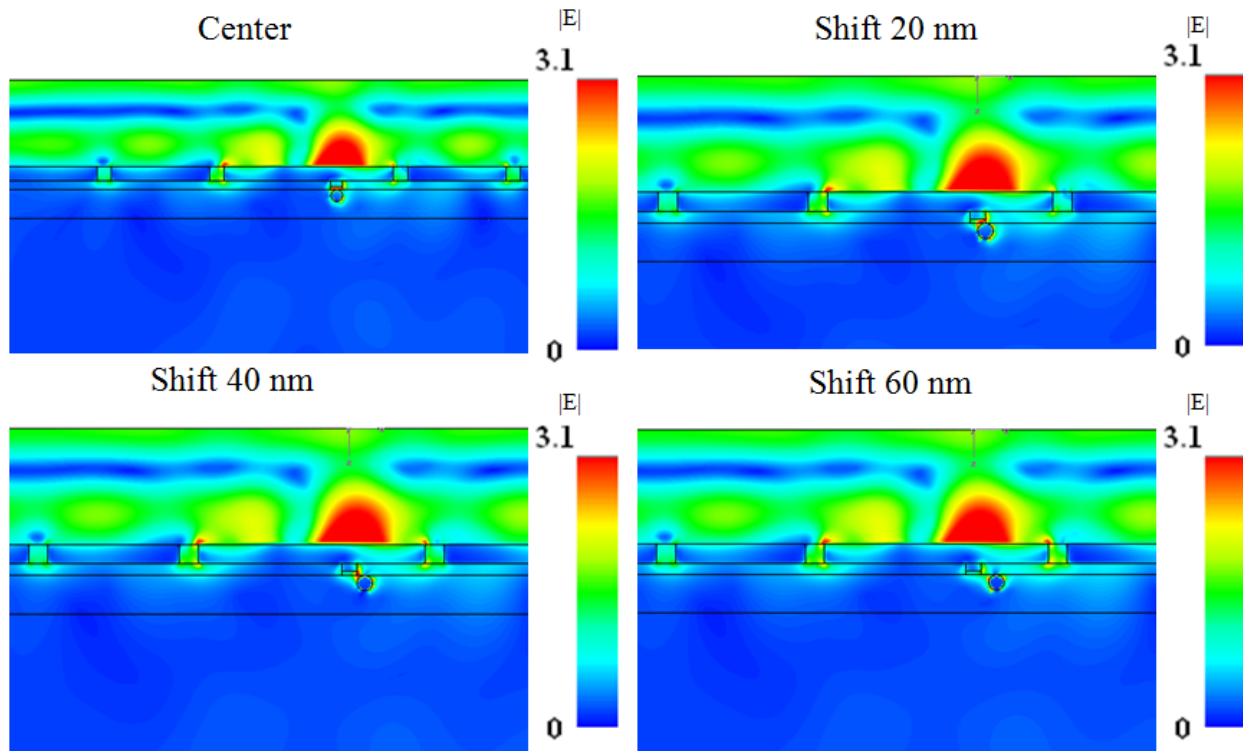 Center
|E|
3.1
0
Shift 20 nm
|E|
3.1
0
Shift 40 nm
|E|
3.1
0
Shift 60 nm
|E|
3.1
0